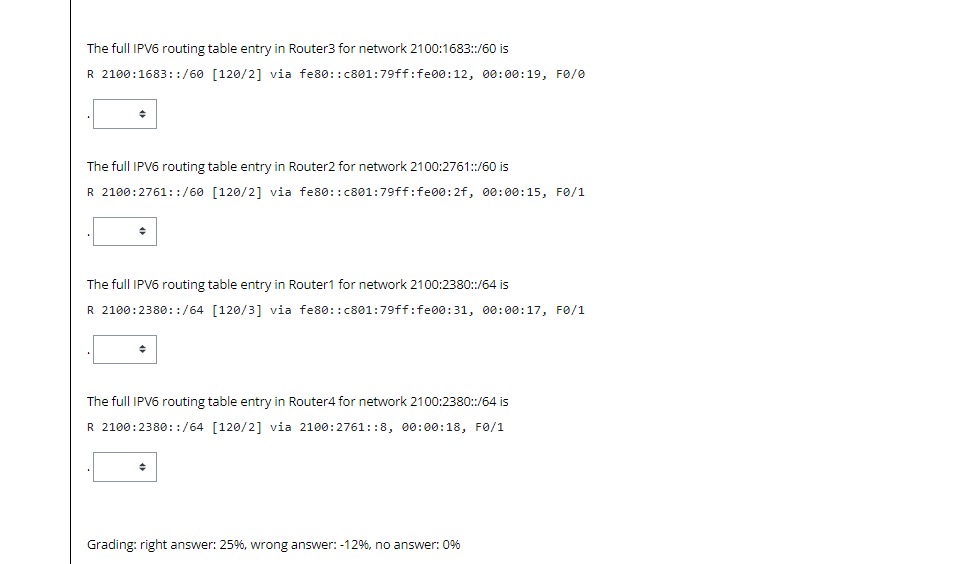 The full IPV6 routing table entry in Router3 for network 2100:1683::/60 is
R 2100:1683::/60 [120/2] via fe80::c801:79ff:fe00:12, 00:00:19, F0/0
.
The full IPV6 routing table entry in Router2 for network 2100:2761::/60 is
R 2100:2761::/60 [120/2] via fe80::c801:79ff:fe00:2f, 00:00:15, F0/1
.
The full IPV6 routing table entry in Router1 for network 2100:2380::/64 is
R 2100:2380::/64 [120/3] via fe80::c801:79ff:fe00:31, 00:00:17, F0/1
.
The full IPV6 routing table entry in Router4 for network 2100:2380::/64 is
R 2100:2380::/64 [120/2] via 2100:2761::8, 00:00:18, F0/1
.
Grading: right answer: 25%, wrong answer: -12%, no answer: 0%